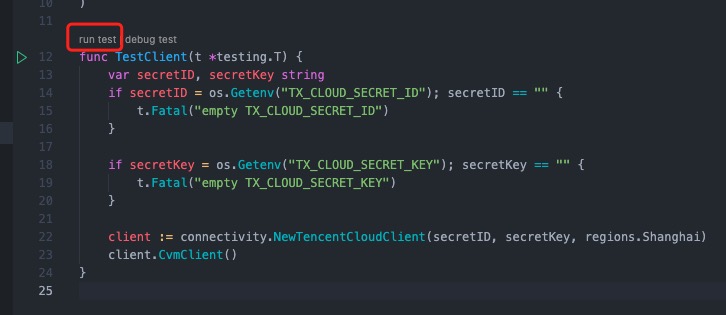 10 )
11
run test | debug test
12 func TestClient(t *testing.T) {
13 var secretID, secretKey string
14 if secretID = os.Getenv("TX_CLOUD_SECRET_ID"); secretID == "" {
15 t.Fatal("empty TX_CLOUD_SECRET_ID")
16 }
17
18 if secretKey = os.Getenv("TX_CLOUD_SECRET_KEY"); secretKey == "" {
19 t.Fatal("empty TX_CLOUD_SECRET_KEY")
20 }
21
22 client := connectivity.NewTencentCloudClient(secretID, secretKey, regions.Shanghai)
23 client.CvmClient()
24 }
25